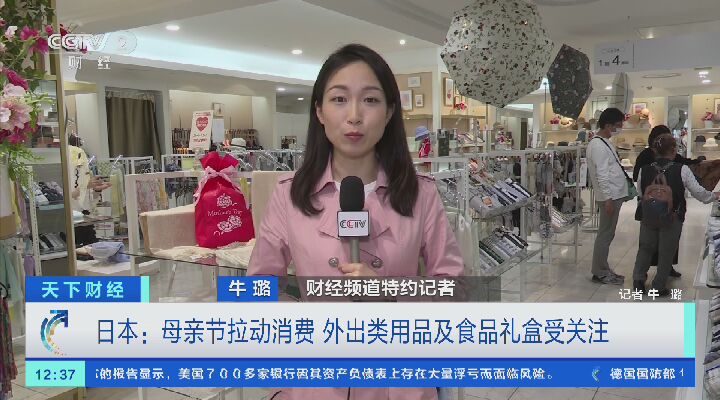 CCTV 2
财经
1楼 4
Mother's Day
CCTV
天下财经
牛 璐
财经频道特约记者
记者 牛 璐
日本：母亲节拉动消费 外出类用品及食品礼盒受关注
12:37
的报告显示，美国700多家银行因其资产负债表上存在大量浮亏而面临风险。
德国国防部